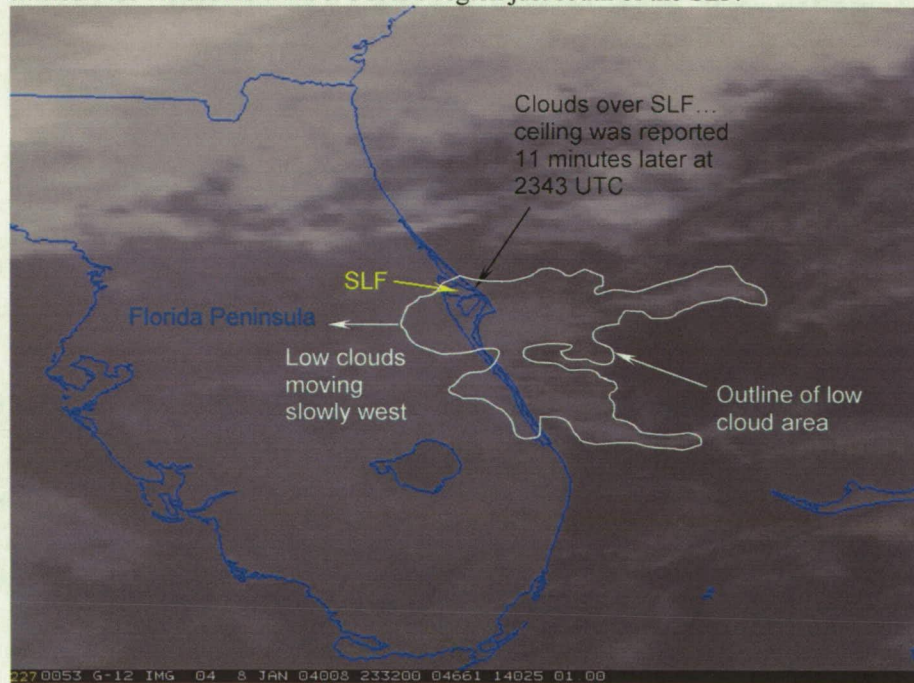 Clouds over SLF...
ceiling was reported
11 minutes later at
2343 UTC
SLF
Florida Peninsula
Low clouds
moving
slowly west
Outline of low
cloud area
227 0053 G-12 IMG 04 8 JAN 04008 233200 04661 14025 01.00